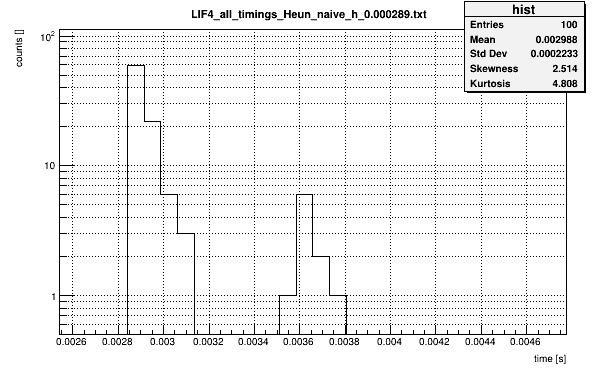 LIF4_all_timings_Heun_naive_h_0.000289.txt
hist
Entries 100
Mean 0.002988
Std Dev 0.0002233
Skewness 2.514
Kurtosis 4.808
counts []
10²
10
1
0.0026 0.0028 0.003 0.0032 0.0034 0.0036 0.0038 0.004 0.0042 0.0044 0.0046
time [s]